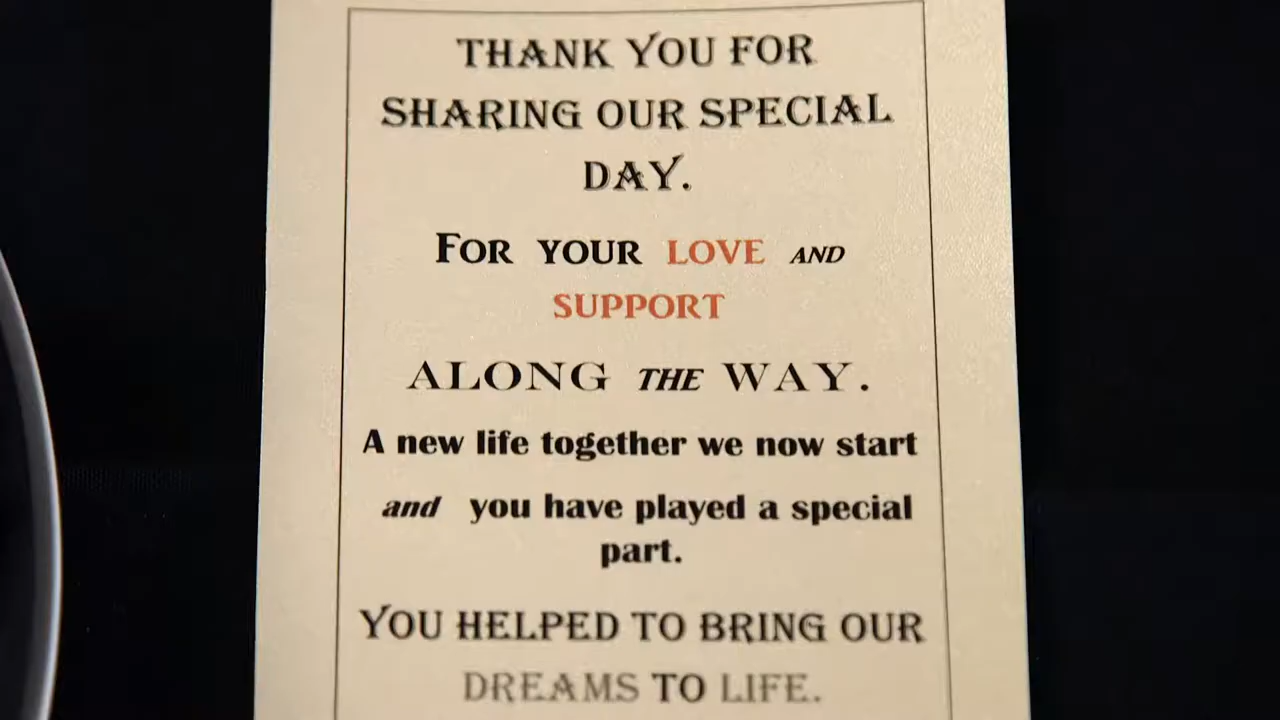 THANK YOU FOR
SHARING OUR SPECIAL
DAY.
FOR YOUR LOVE AND
SUPPORT
ALONG THE WAY.
A new life together we now start
and you have played a special
part.
YOU HELPED TO BRING OUR
DREAMS TO LIFE.